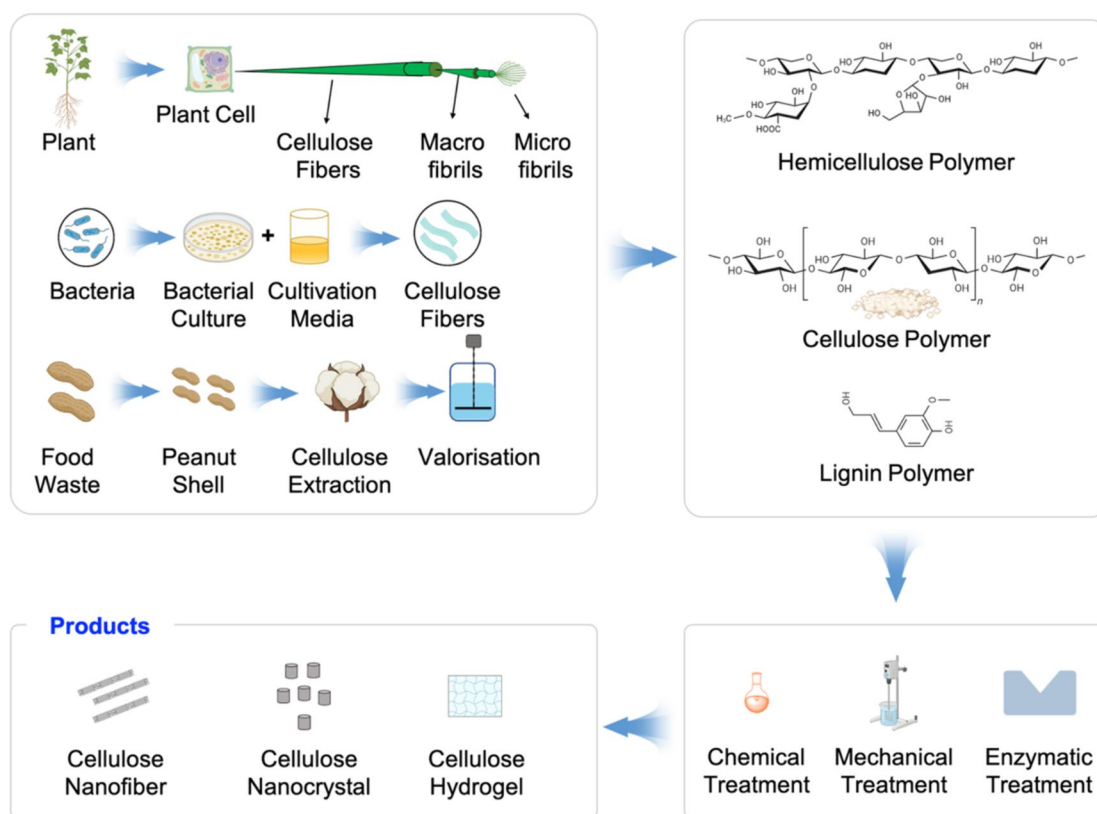 Plant
Plant Cell
Cellulose
Fibers
Macro
fibrils
Micro
fibrils
Bacteria
Bacterial
Culture
+
Cultivation
Media
Cellulose
Fibers
Food
Waste
Peanut
Shell
Cellulose
Extraction
Valorisation
Hemicellulose Polymer
Cellulose Polymer
Lignin Polymer
Chemical
Treatment
Mechanical
Treatment
Enzymatic
Treatment
Products
Cellulose
Nanofiber
Cellulose
Nanocrystal
Cellulose
Hydrogel